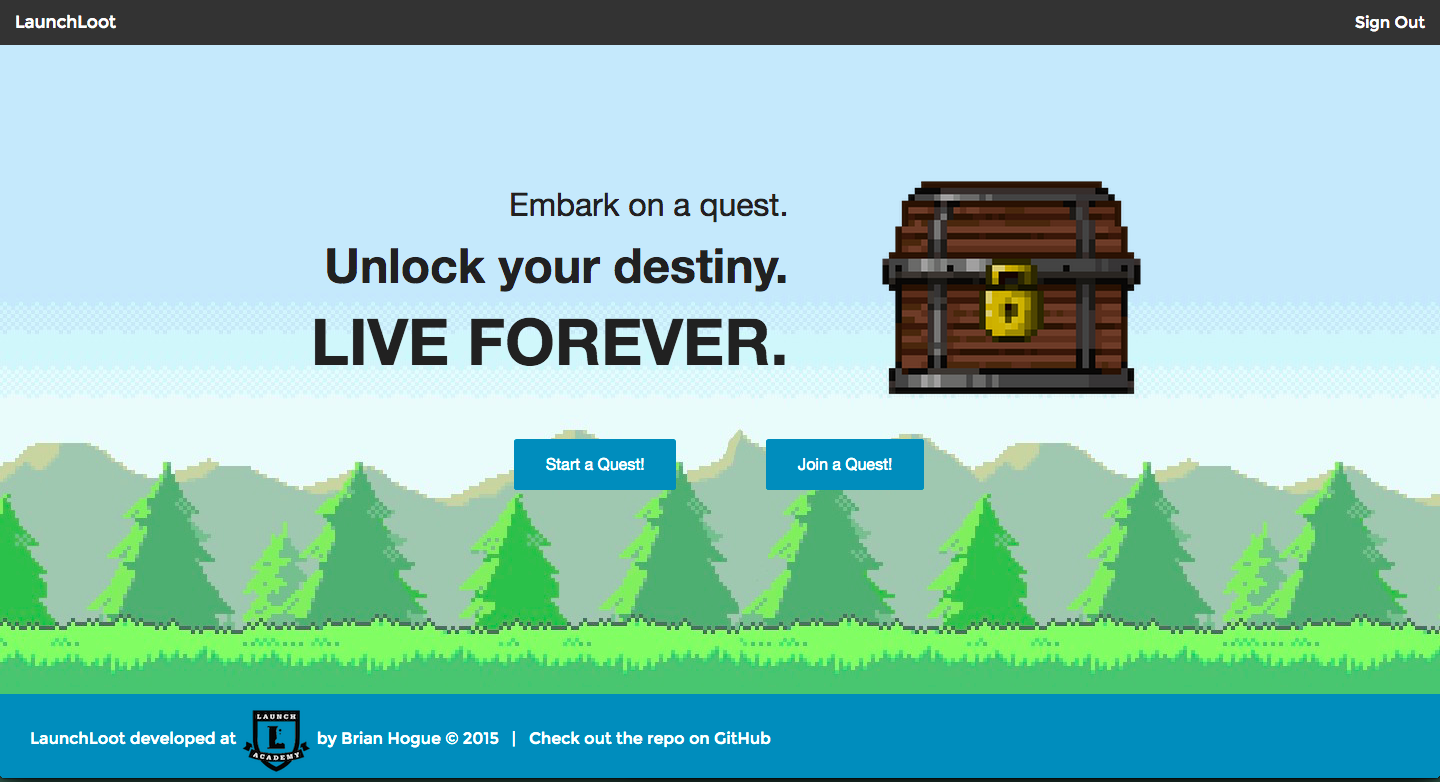 LaunchLoot
Sign Out
Embark on a quest.
Unlock your destiny.
LIVE FOREVER.
Start a Quest!
Join a Quest!
LaunchLoot developed at LAUNCH L ACADEMY by Brian Hogue © 2015 | Check out the repo on GitHub